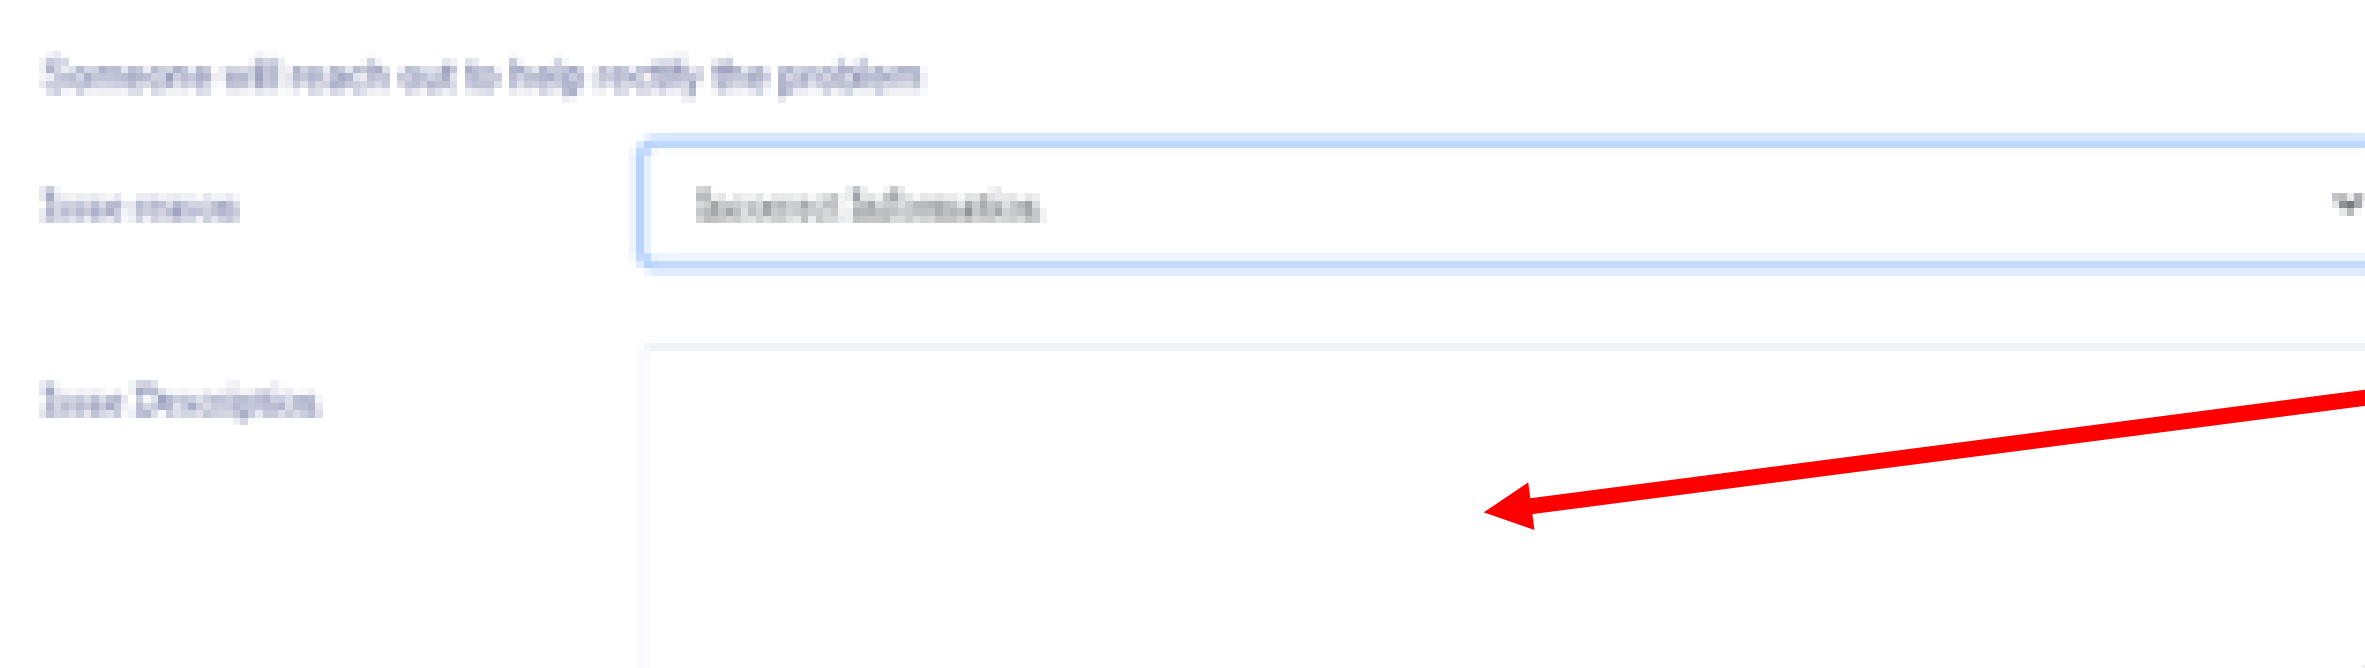 Someone will reach out to help rectify the problem
Issue reason
Incorrect Information
Issue Description